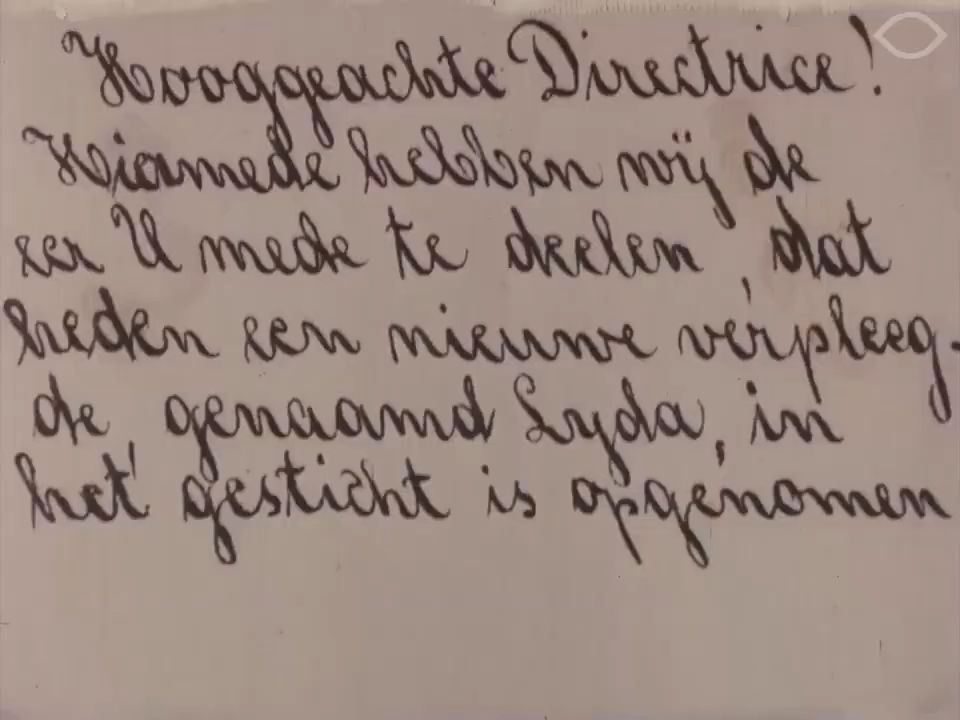 Hooggeachte Directrice!
Hiermede hebben wij de
eer U mede te deelen, dat
heden een nieuwe verpleeg-
de, genaamd Lyda, in
het gesticht is opgenomen